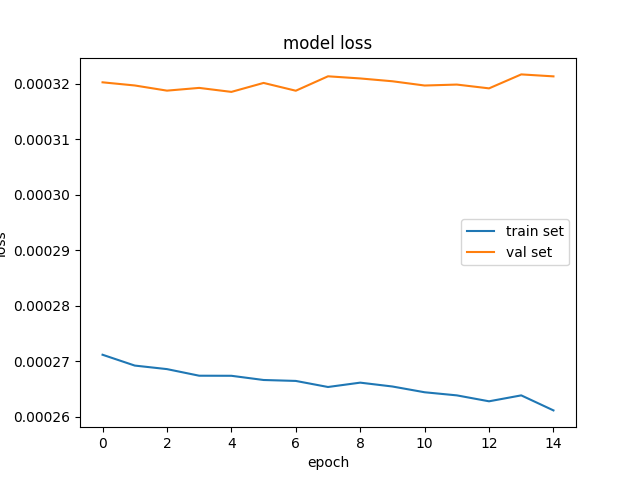 model loss
0.00032
0.00031
0.00030
0.00029
0.00028
0.00027
0.00026
loss
train set
val set
0 2 4 6 8 10 12 14
epoch